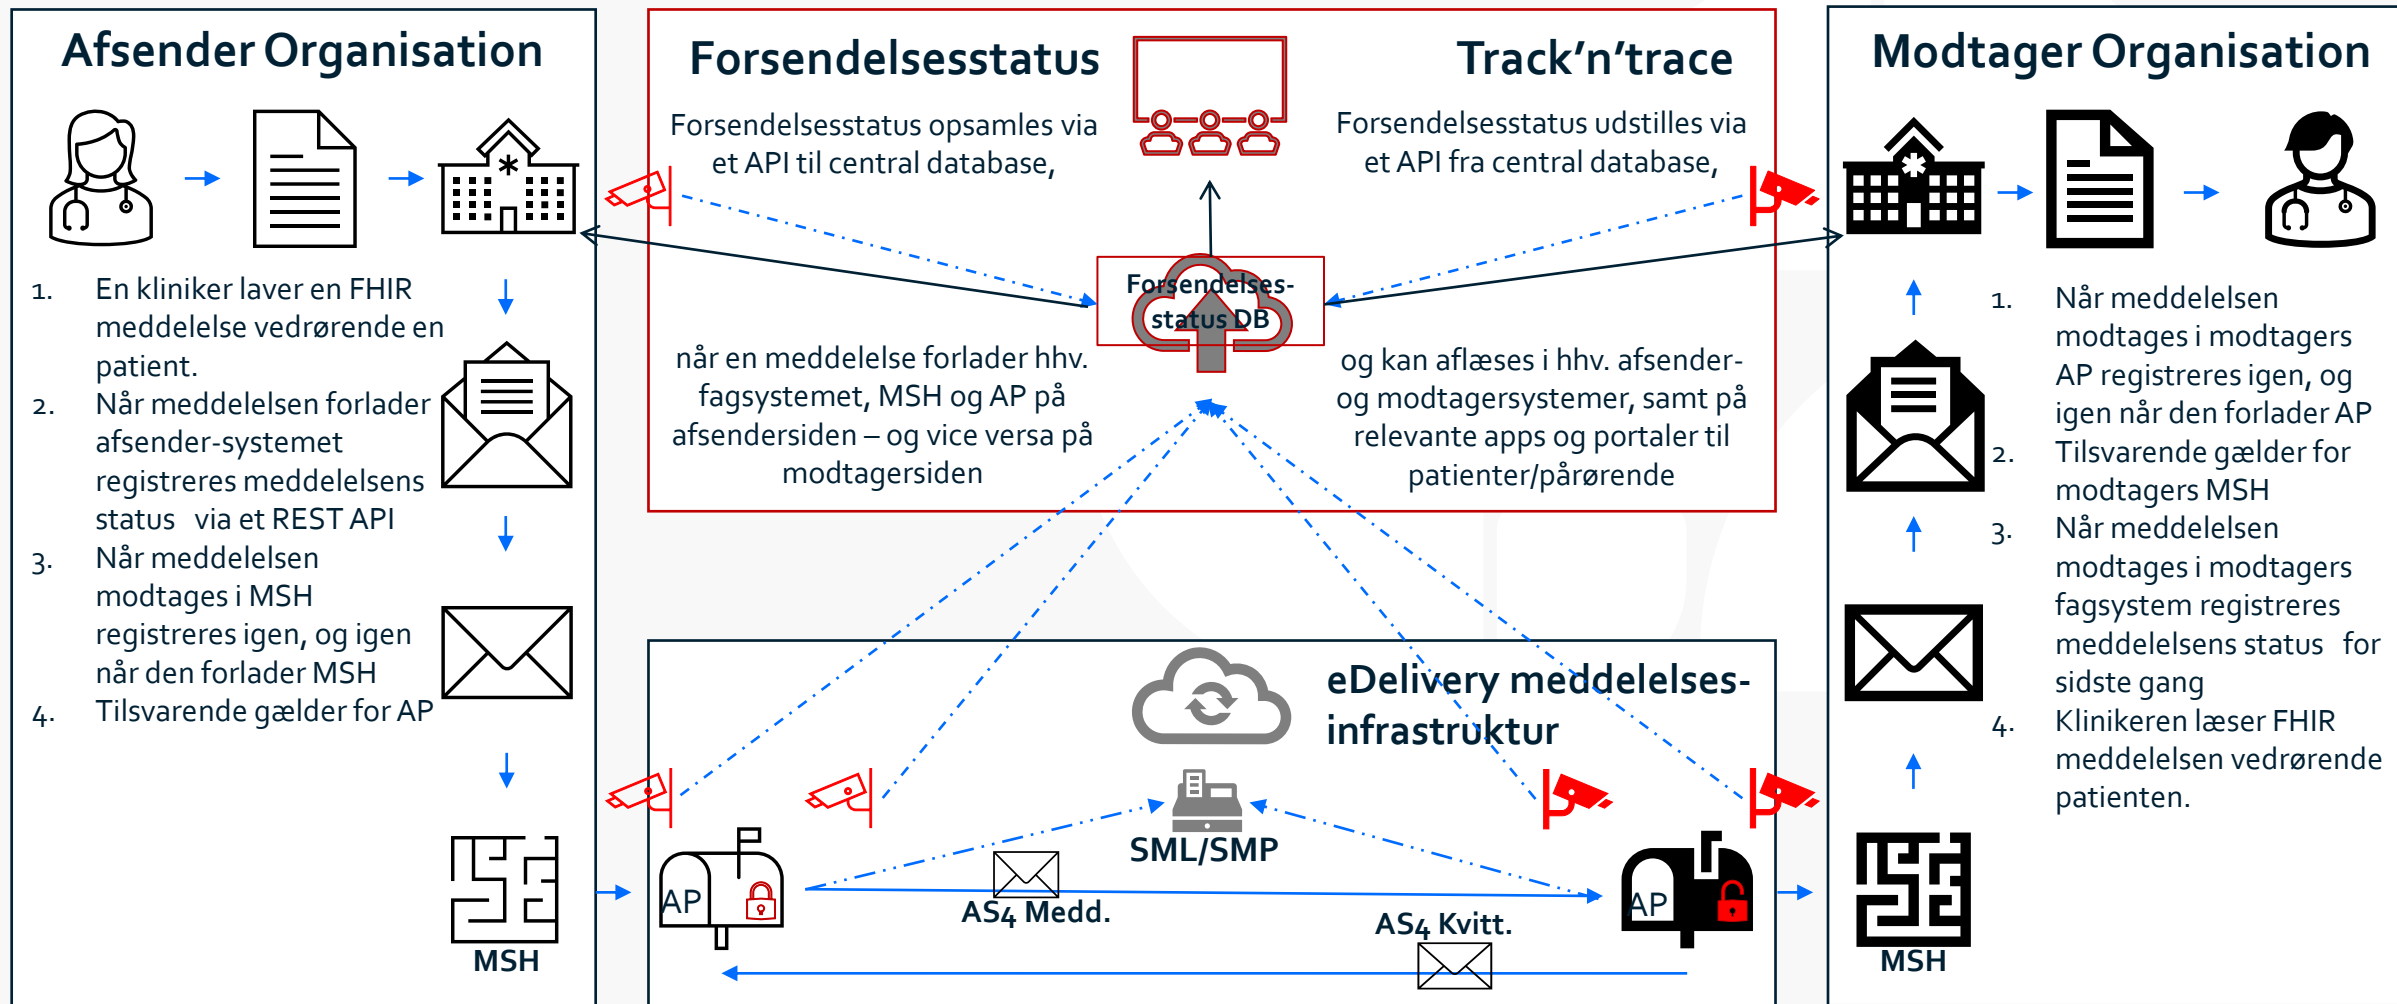 Afsender Organisation
1. En kliniker laver en FHIR
meddelelse vedrørende en
patient.
2. Når meddelelsen forlader
afsender-systemet
registreres meddelelsens
status via et REST API
3. Når meddelelsen
modtages i MSH
registreres igen, og igen
når den forlader MSH
4. Tilsvarende gælder for AP
MSH
Forsendelsesstatus
Forsendelsesstatus opsamles via
et API til central database,
når en meddelelse forlader hhv.
fagsystemet, MSH og AP på
afsendersiden – og vice versa på
modtagersiden
Forsendelses-
status DB
Track'n'trace
Forsendelsesstatus udstilles via
et API fra central database,
og kan aflæses i hhv. afsender-
og modtagersystemer, samt på
relevante apps og portaler til
patienter/pårørende
eDelivery meddelelses-
infrastruktur
SML/SMP
AP
AS4 Medd.
AS4 Kvitt.
AP
Modtager Organisation
1. Når meddelelsen
modtages i modtagers
AP registreres igen, og
igen når den forlader AP
2. Tilsvarende gælder for
modtagers MSH
3. Når meddelelsen
modtages i modtagers
fagsystem registreres
meddelelsens status for
sidste gang
4. Klinikeren læser FHIR
meddelelsen vedrørende
patienten.
MSH